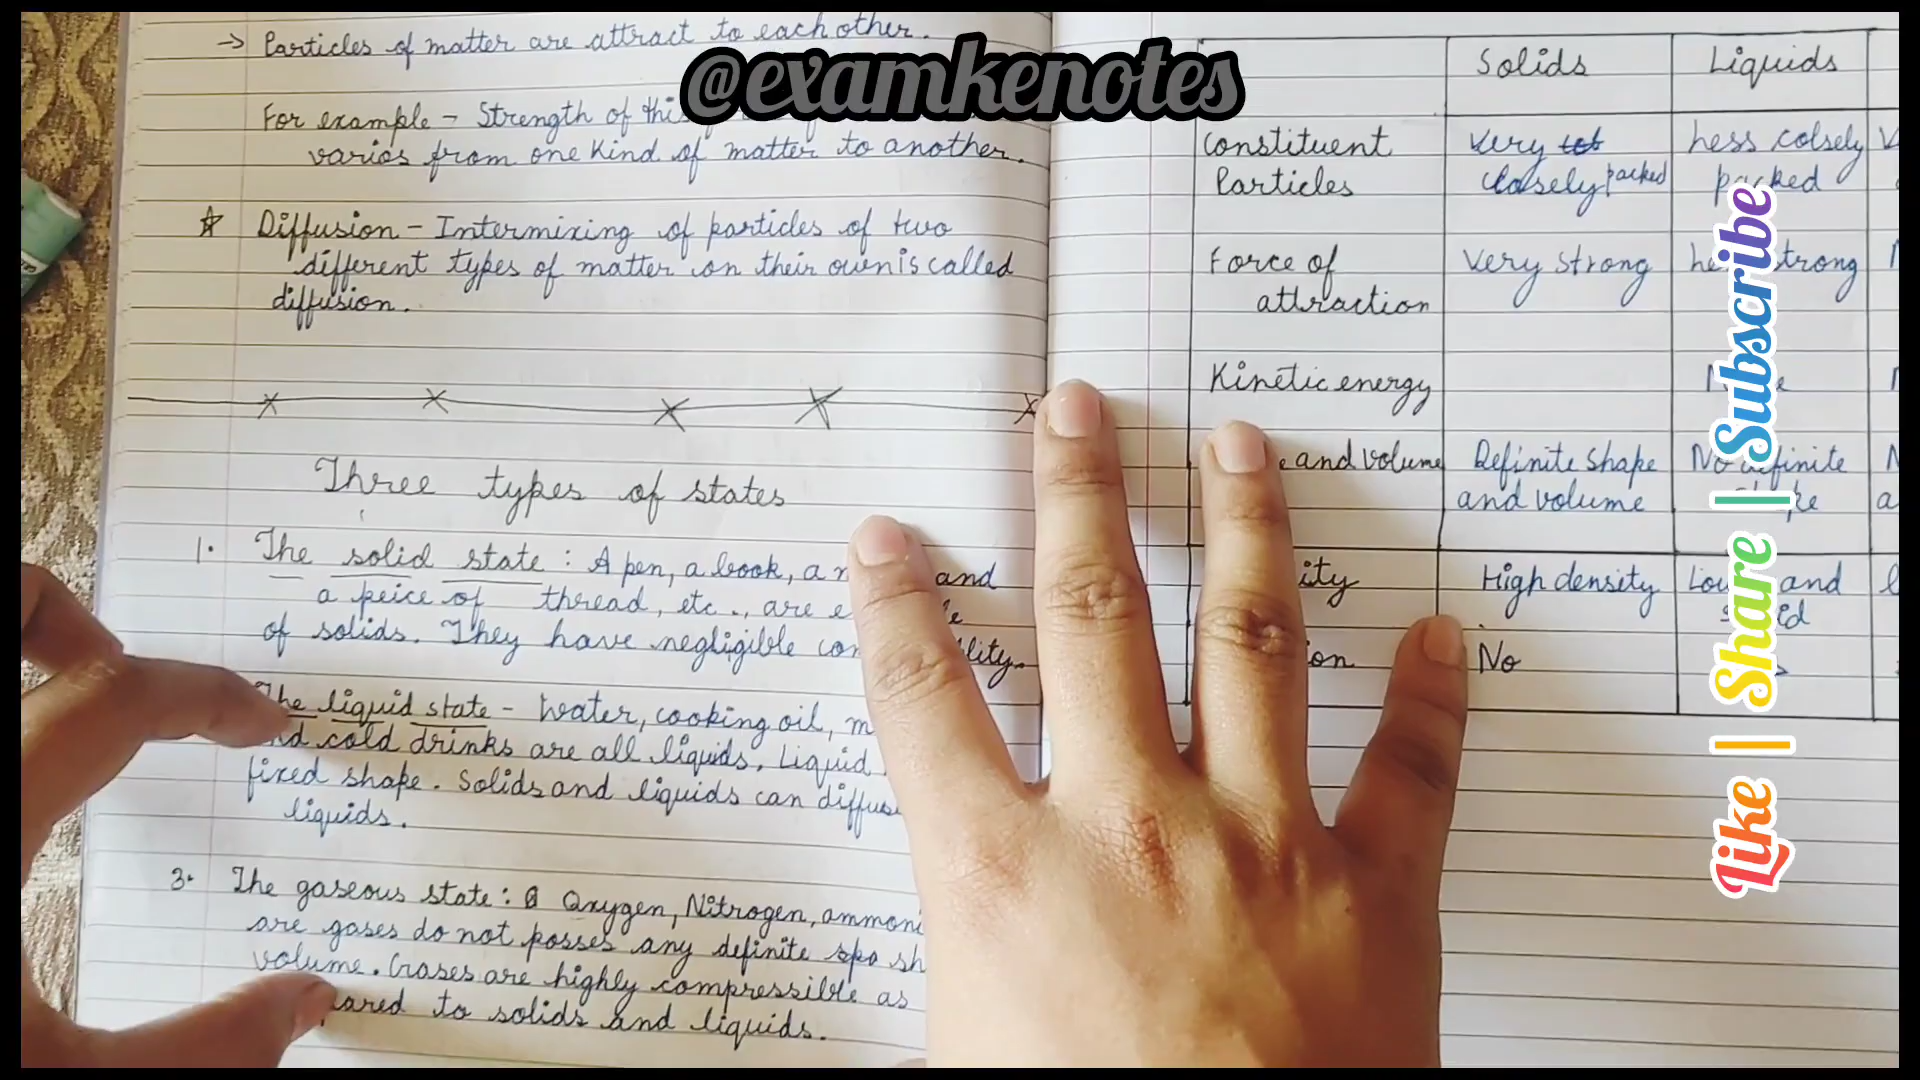 → Particles of matter are attract to each other.
@examkenotes
For example - Strength of this
varios from one kind of matter to another.
☆ Diffusion - Intermixing of particles of two
different types of matter on their own is called
diffusion.
Three types of states
1. The solid state : A pen, a book, a and
a peice of thread, etc., are
of solids. They have negligible
The liquid state - Water, cooking oil,
cold drinks are all liquids. Liquid
fixed shape. Solids and liquids can
liquids.
3. The gaseous state : Oxygen, Nitrogen,
are gases do not posses any definite
volume. Gases are highly compressible as
to solids and liquids.
Solids Liquids
Constituent Particles Very closely packed Less colsely packed
Force of attraction Very strong strong
Kinetic energy
and volume Definite shape and volume No definite
High density and
No
Like | Share | Subscribe